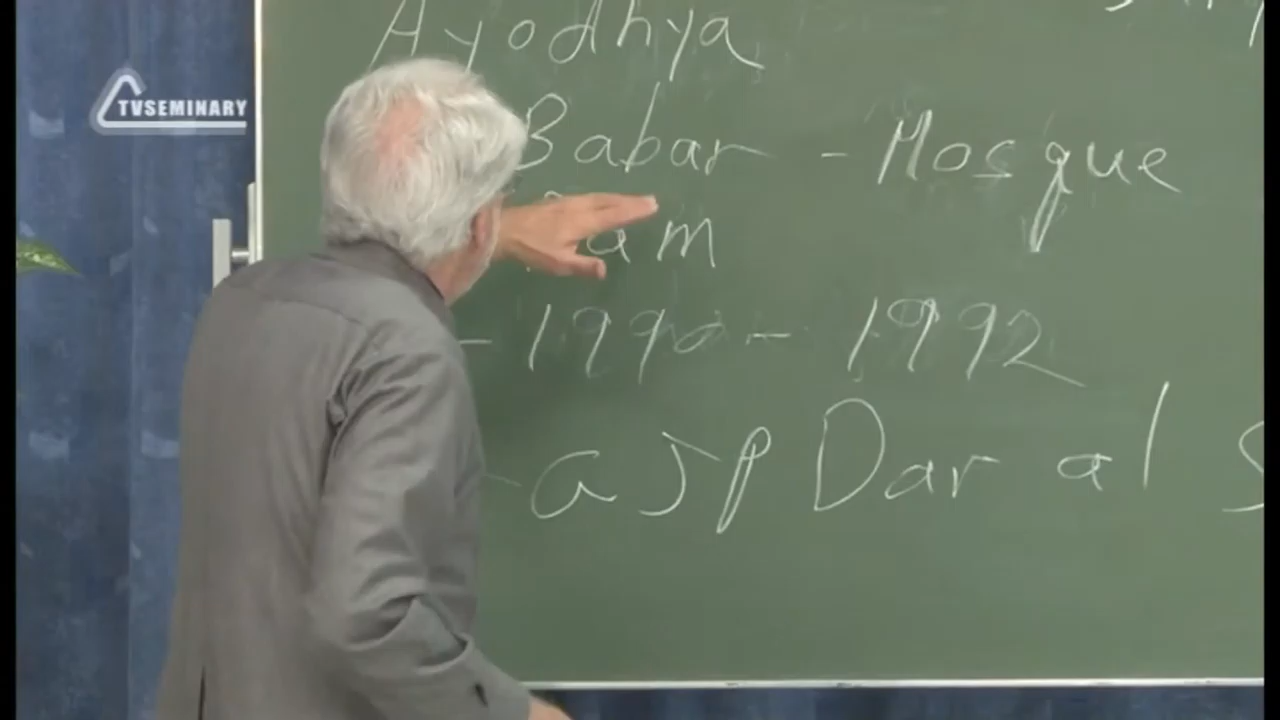 TVSEMINARY
Ayodhya
Babar - Mosque
am
- 1990 - 1992
Dar al